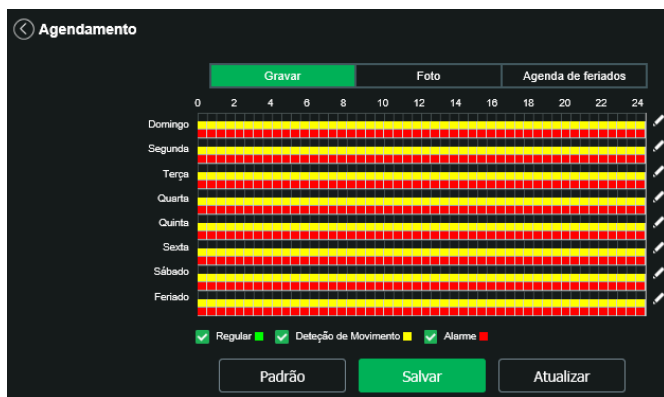 Agendamento
Gravar Foto Agenda de feriados
0 2 4 6 8 10 12 14 16 18 20 22 24
Domingo
Segunda
Terça
Quarta
Quinta
Sexta
Sábado
Feriado
Regular Deteção de Movimento Alarme
Padrão Salvar Atualizar